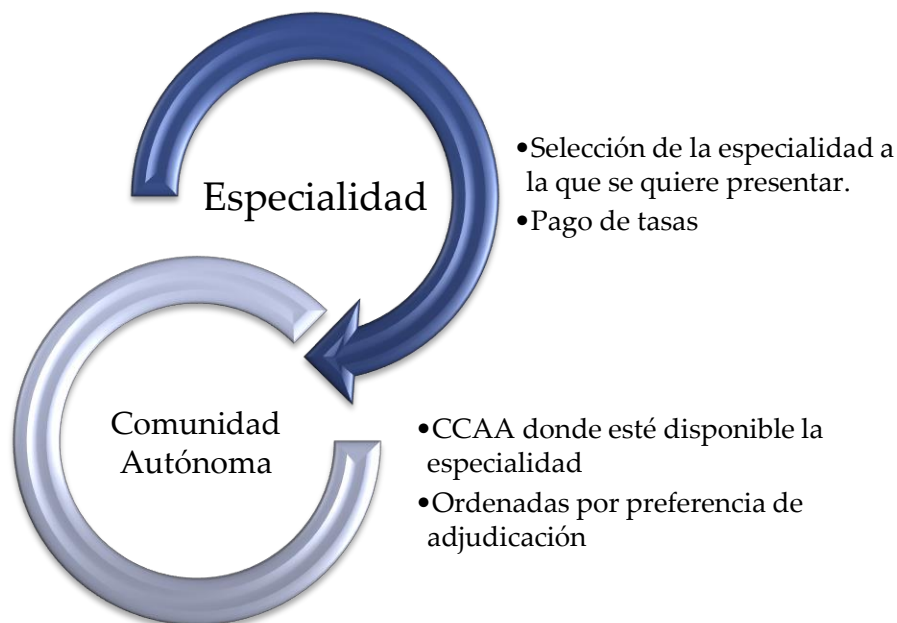 Especialidad
•Selección de la especialidad a
la que se quiere presentar.
•Pago de tasas
Comunidad
Autónoma
•CCAA donde esté disponible la
especialidad
•Ordenadas por preferencia de
adjudicación